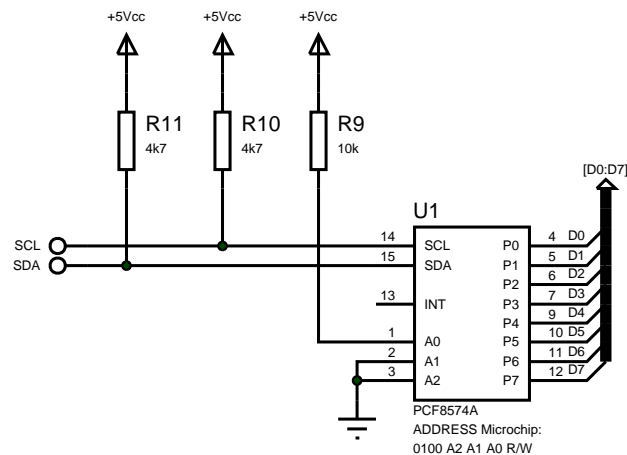 +5Vcc +5Vcc +5Vcc
R11 R10 R9
4k7 4k7 10k
[D0:D7]
U1
SCL 14 SCL P0 4 D0
SDA 15 SDA P1 5 D1
P2 6 D2
13 INT P3 7 D3
P4 9 D4
1 A0 P5 10 D5
2 A1 P6 11 D6
3 A2 P7 12 D7
PCF8574A
ADDRESS Microchip:
0100 A2 A1 A0 R/W